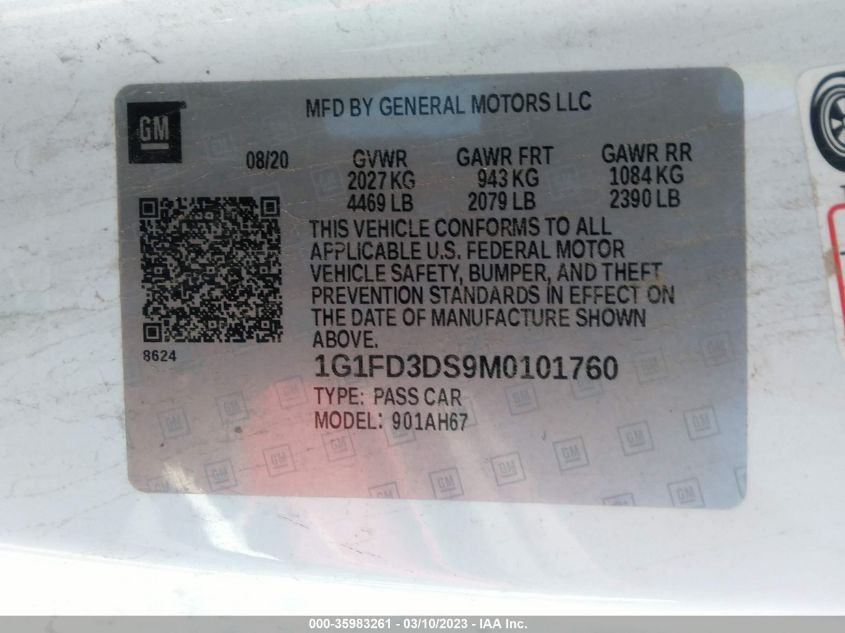 MFD BY GENERAL MOTORS LLC
GM
08/20 GVWR GAWR FRT GAWR RR
2027 KG 943 KG 1084 KG
4469 LB 2079 LB 2390 LB
THIS VEHICLE CONFORMS TO ALL
APPLICABLE U.S. FEDERAL MOTOR
VEHICLE SAFETY, BUMPER, AND THEFT
PREVENTION STANDARDS IN EFFECT ON
THE DATE OF MANUFACTURE SHOWN
ABOVE.
8624
1G1FD3DS9M0101760
TYPE: PASS CAR
MODEL: 901AH67
000-35983261 - 03/10/2023 - IAA Inc.